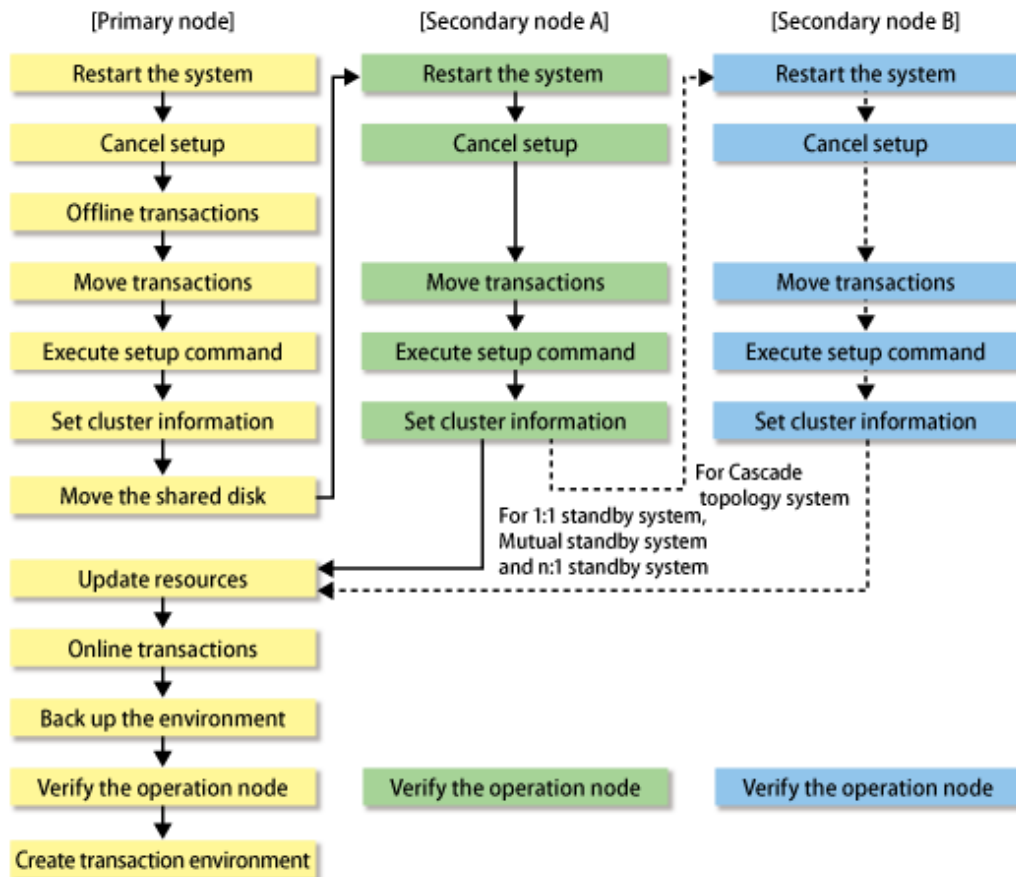 [Primary node]
[Secondary node A]
[Secondary node B]
Restart the system
Restart the system
Restart the system
Cancel setup
Cancel setup
Cancel setup
Offline transactions
Move transactions
Move transactions
Move transactions
Execute setup command
Execute setup command
Execute setup command
Set cluster information
Set cluster information
Set cluster information
Move the shared disk
For Cascade
topology system
For 1:1 standby system,
Mutual standby system
and n:1 standby system
Update resources
Online transactions
Back up the environment
Verify the operation node
Verify the operation node
Verify the operation node
Create transaction environment